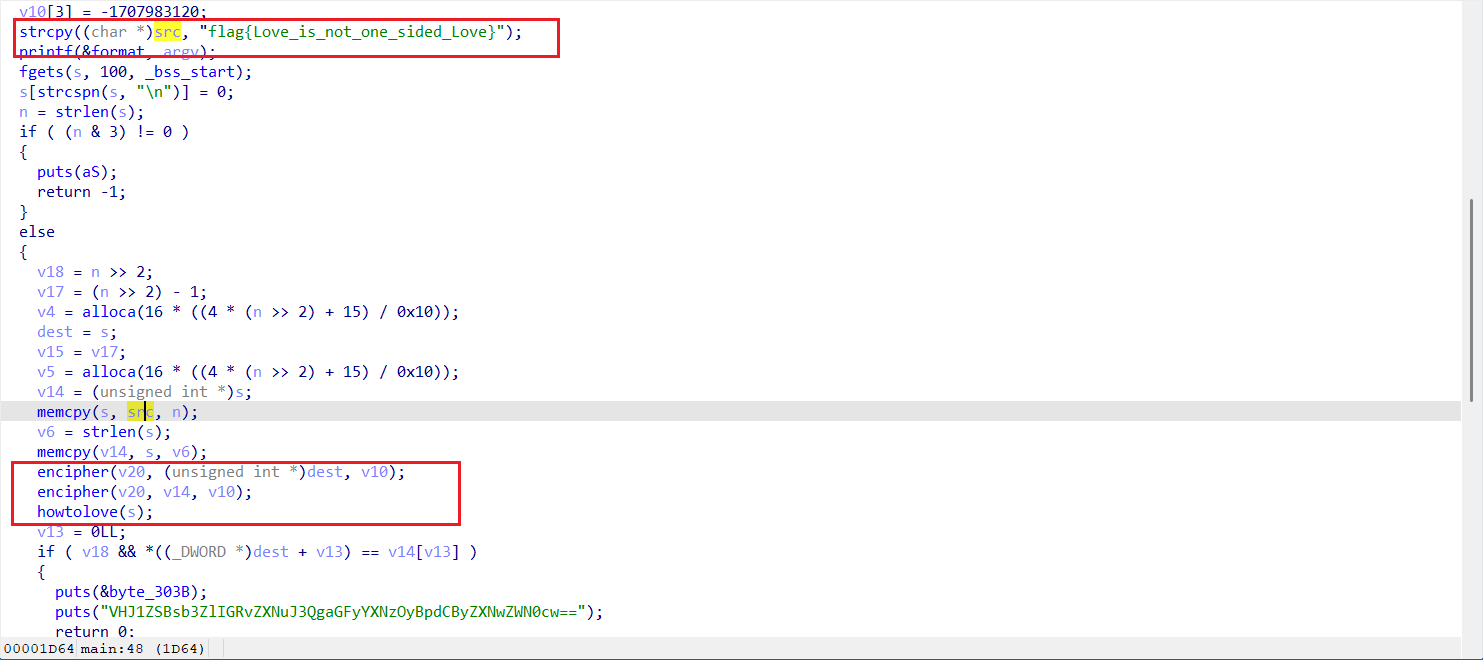 v10[3] = -1707983120;
strcpy((char *)src, "flag{Love_is_not_one_sided_Love}");
printf(&format, argv);
fgets(s, 100, _bss_start);
s[strcspn(s, "\n")] = 0;
n = strlen(s);
if ( (n & 3) != 0 )
{
puts(aS);
return -1;
}
else
{
v18 = n >> 2;
v17 = (n >> 2) - 1;
v4 = alloca(16 * ((4 * (n >> 2) + 15) / 0x10));
dest = s;
v15 = v17;
v5 = alloca(16 * ((4 * (n >> 2) + 15) / 0x10));
v14 = (unsigned int *)s;
memcpy(s, src, n);
v6 = strlen(s);
memcpy(v14, s, v6);
encipher(v20, (unsigned int *)dest, v10);
encipher(v20, v14, v10);
howtolove(s);
v13 = 0LL;
if ( v18 && *((_DWORD *)dest + v13) == v14[v13] )
{
puts(&byte_303B);
puts("VHJ1ZSBsb3ZlIGRvZXNuJ3QgaGFyYXNzOyBpdCByZXNwZWN0cw==");
return 0;
00001D64 main:48 (1D64)